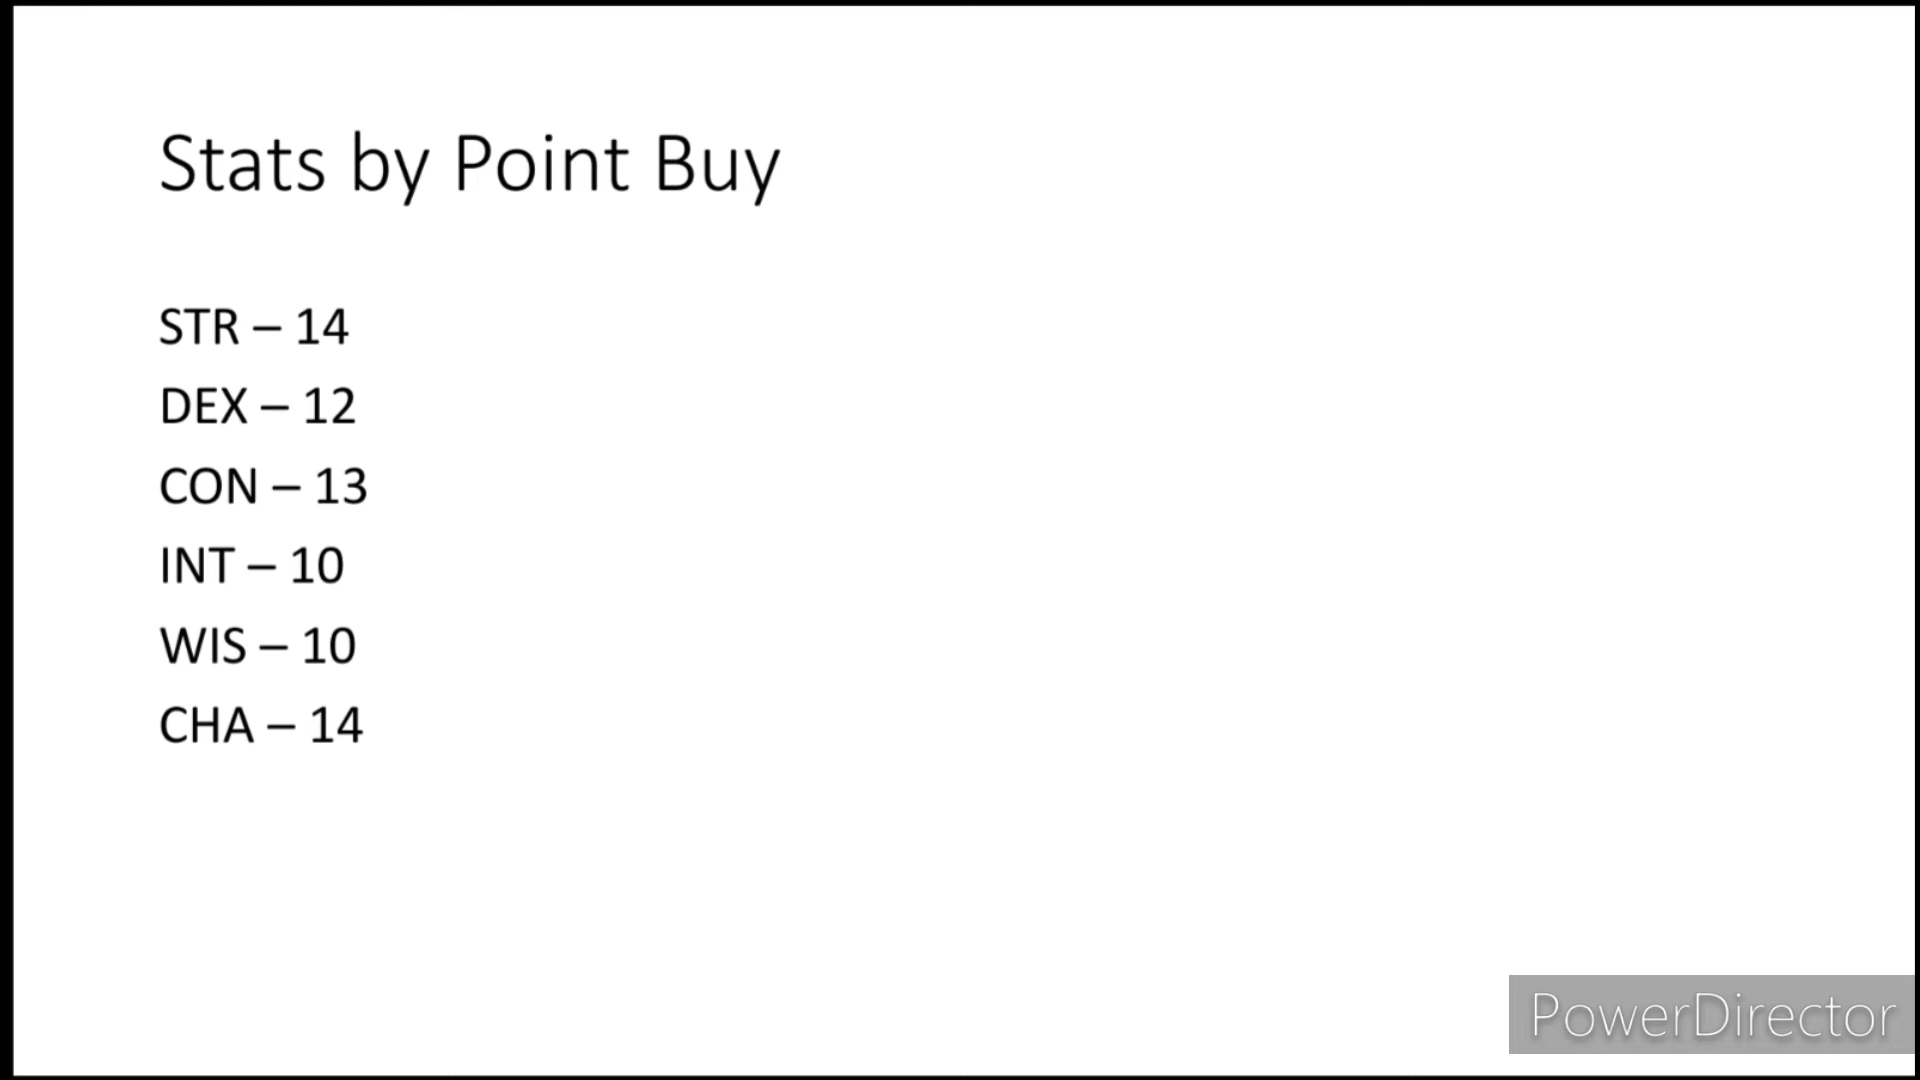 Stats by Point Buy
STR – 14
DEX – 12
CON – 13
INT – 10
WIS – 10
CHA – 14
PowerDirector